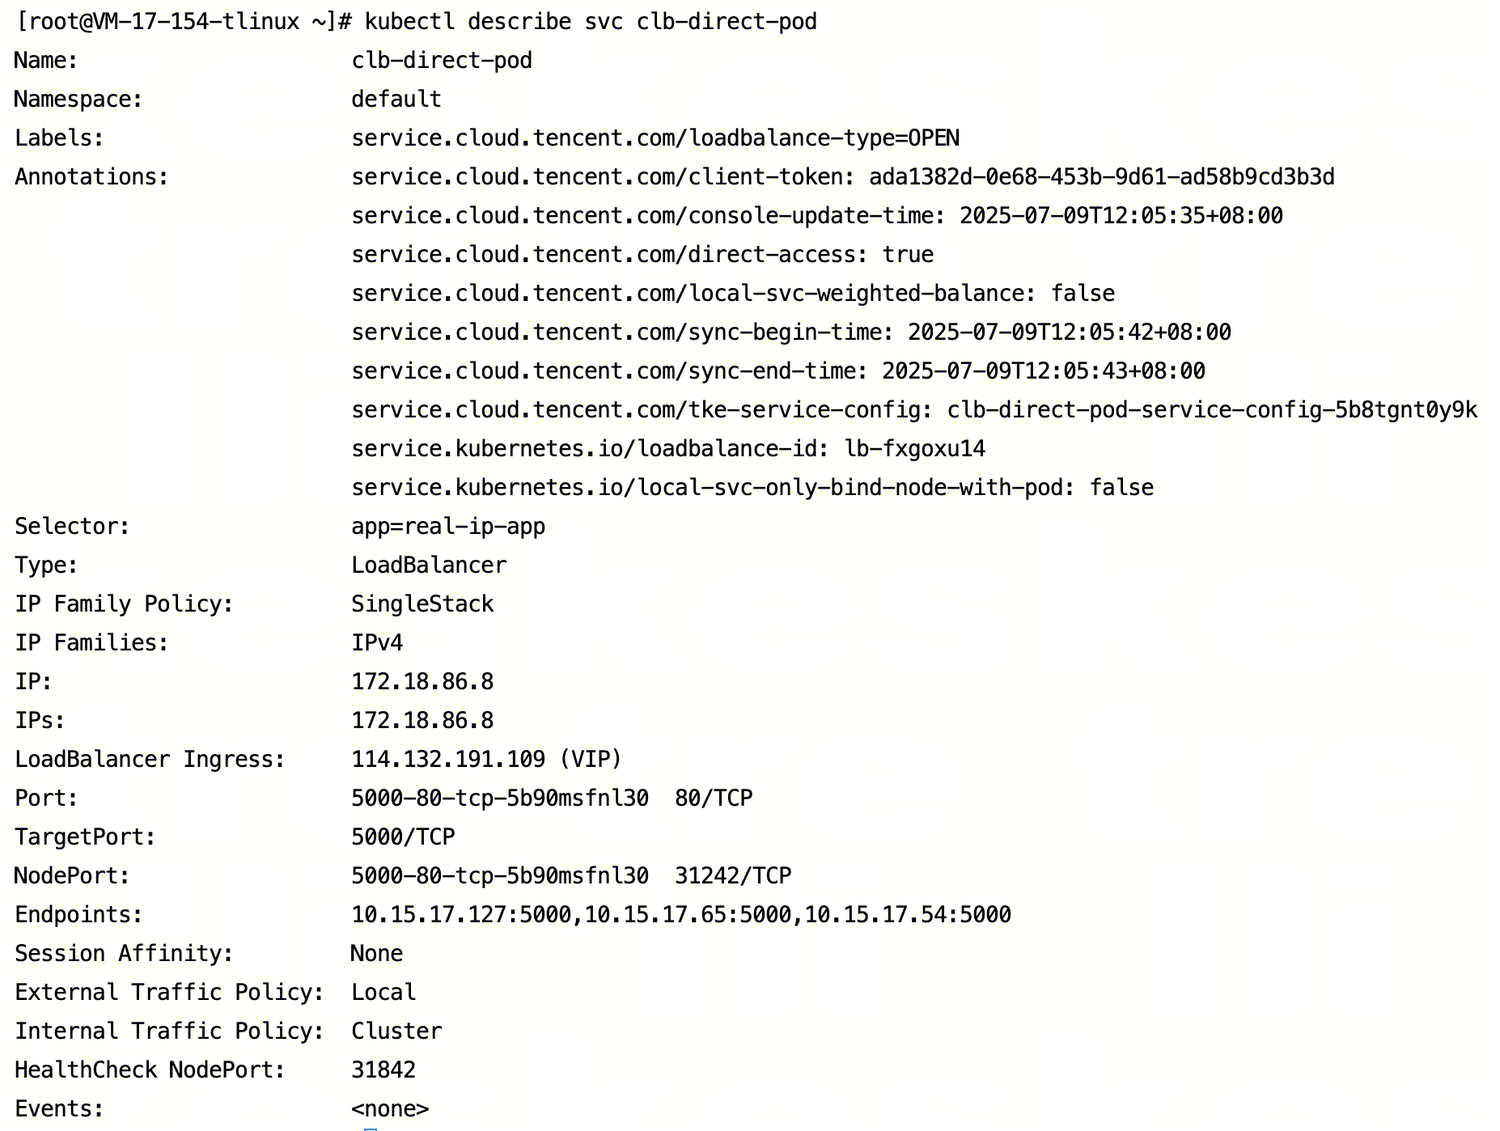 [root@VM-17-154-tlinux ~]# kubectl describe svc clb-direct-pod
Name: clb-direct-pod
Namespace: default
Labels: service.cloud.tencent.com/loadbalance-type=OPEN
Annotations: service.cloud.tencent.com/client-token: ada1382d-0e68-453b-9d61-ad58b9cd3b3d
service.cloud.tencent.com/console-update-time: 2025-07-09T12:05:35+08:00
service.cloud.tencent.com/direct-access: true
service.cloud.tencent.com/local-svc-weighted-balance: false
service.cloud.tencent.com/sync-begin-time: 2025-07-09T12:05:42+08:00
service.cloud.tencent.com/sync-end-time: 2025-07-09T12:05:43+08:00
service.cloud.tencent.com/tke-service-config: clb-direct-pod-service-config-5b8tgnt0y9k
service.kubernetes.io/loadbalance-id: lb-fxgoxu14
service.kubernetes.io/local-svc-only-bind-node-with-pod: false
Selector: app=real-ip-app
Type: LoadBalancer
IP Family Policy: SingleStack
IP Families: IPv4
IP: 172.18.86.8
IPs: 172.18.86.8
LoadBalancer Ingress: 114.132.191.109 (VIP)
Port: 5000-80-tcp-5b90msfnl30 80/TCP
TargetPort: 5000/TCP
NodePort: 5000-80-tcp-5b90msfnl30 31242/TCP
Endpoints: 10.15.17.127:5000,10.15.17.65:5000,10.15.17.54:5000
Session Affinity: None
External Traffic Policy: Local
Internal Traffic Policy: Cluster
HealthCheck NodePort: 31842
Events: <none>